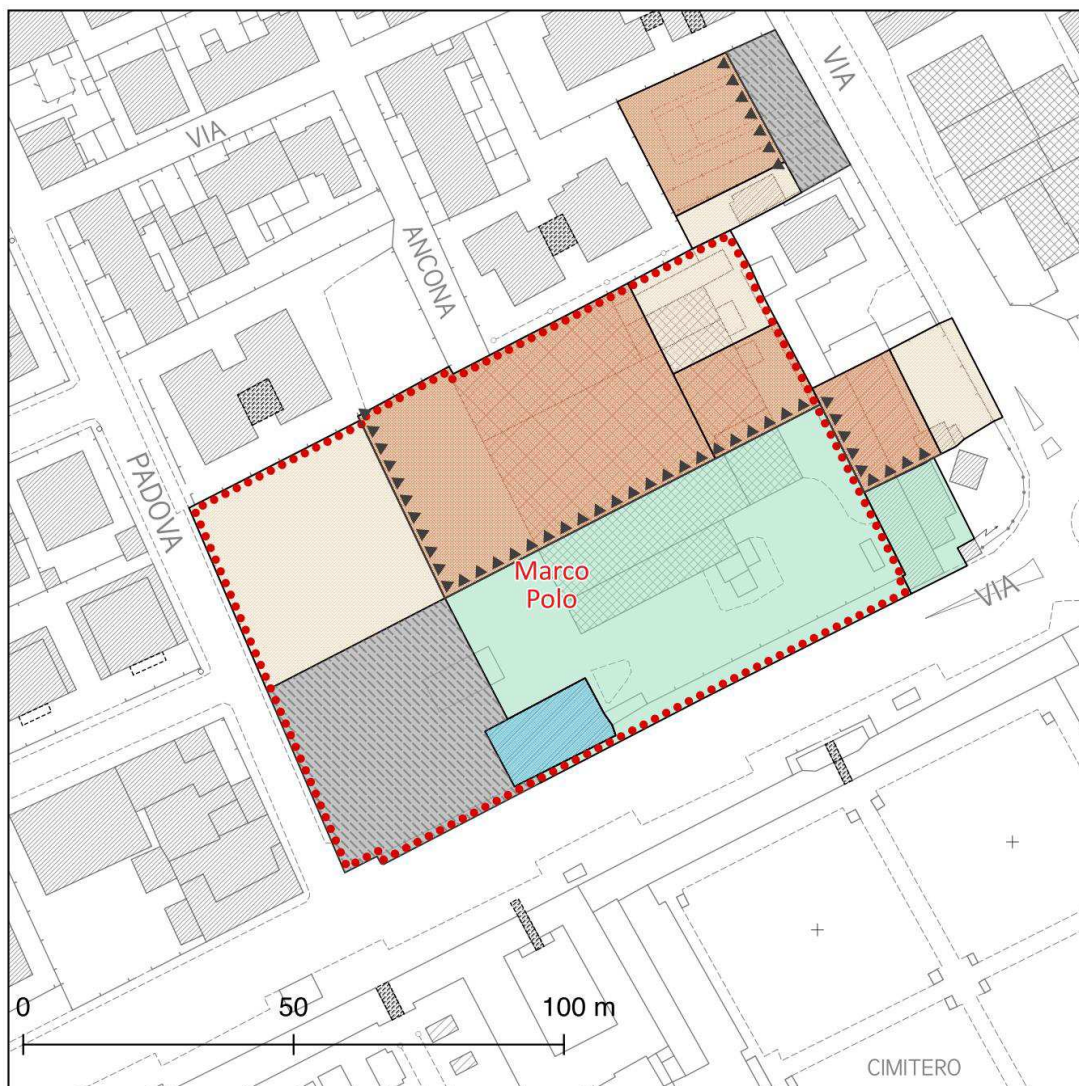 VIA
VIA
ANCONA
PADOVA
Marco
Polo
VIA
0 50 100 m
CIMITERO